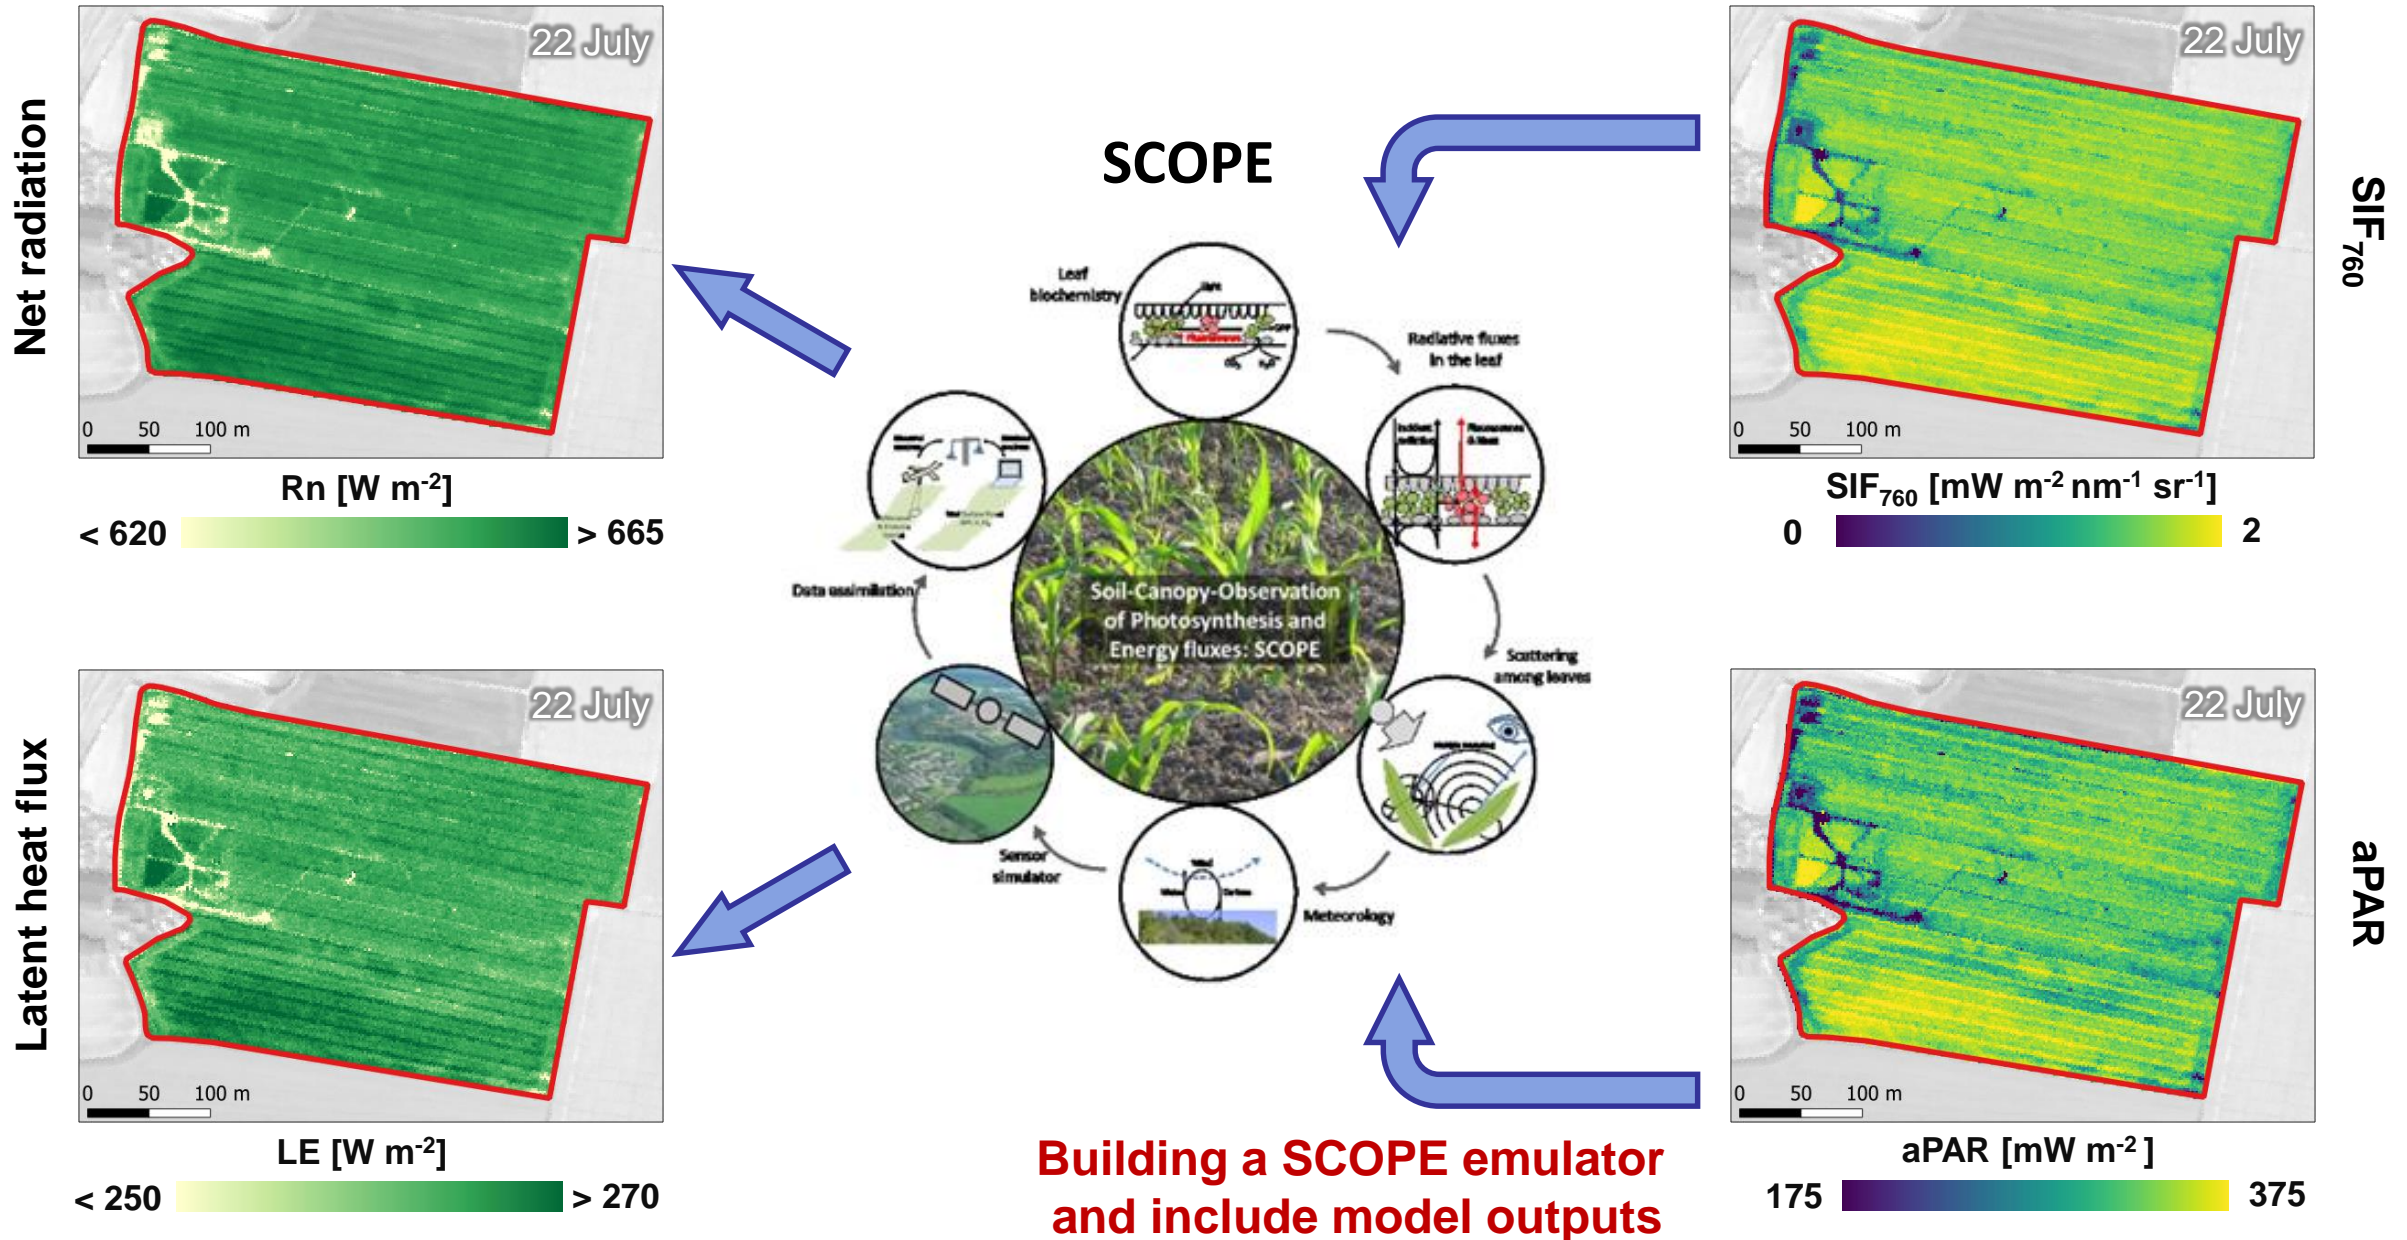 Net radiation
22 July
0 50 100 m
Rn [W m-2]
< 620 > 665
Latent heat flux
22 July
0 50 100 m
LE [W m-2]
< 250 > 270
SCOPE
Leaf
biochemistry
Radiative fluxes
in the leaf
Scattering
among leaves
Meteorology
Sensor
simulator
Data assimilation
Soil-Canopy-Observation
of Photosynthesis and
Energy fluxes: SCOPE
Building a SCOPE emulator
and include model outputs
22 July
SIF760
0 50 100 m
SIF760 [mW m-2 nm-1 sr-1]
0 2
22 July
aPAR
0 50 100 m
aPAR [mW m-2 ]
175 375